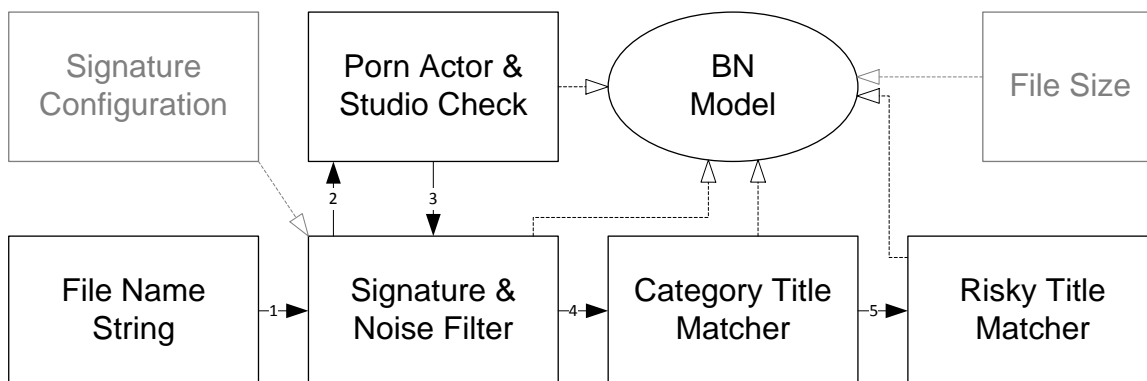 Signature
Configuration
Porn Actor &
Studio Check
BN
Model
File Size
2
3
File Name
String
1
Signature &
Noise Filter
4
Category Title
Matcher
5
Risky Title
Matcher